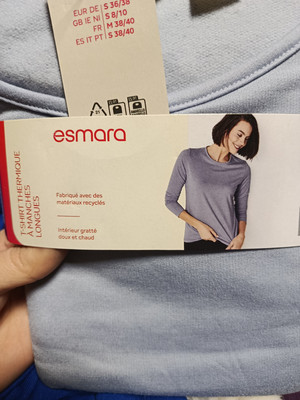 EUR DE S 36/38
GB IE NI S 8/10
FR M 38/40
ES IT PT S 38/40
esmara
T-SHIRT THERMIQUE
À MANCHES
LONGUES
Fabriqué avec des
matériaux recyclés
Intérieur gratté
doux et chaud